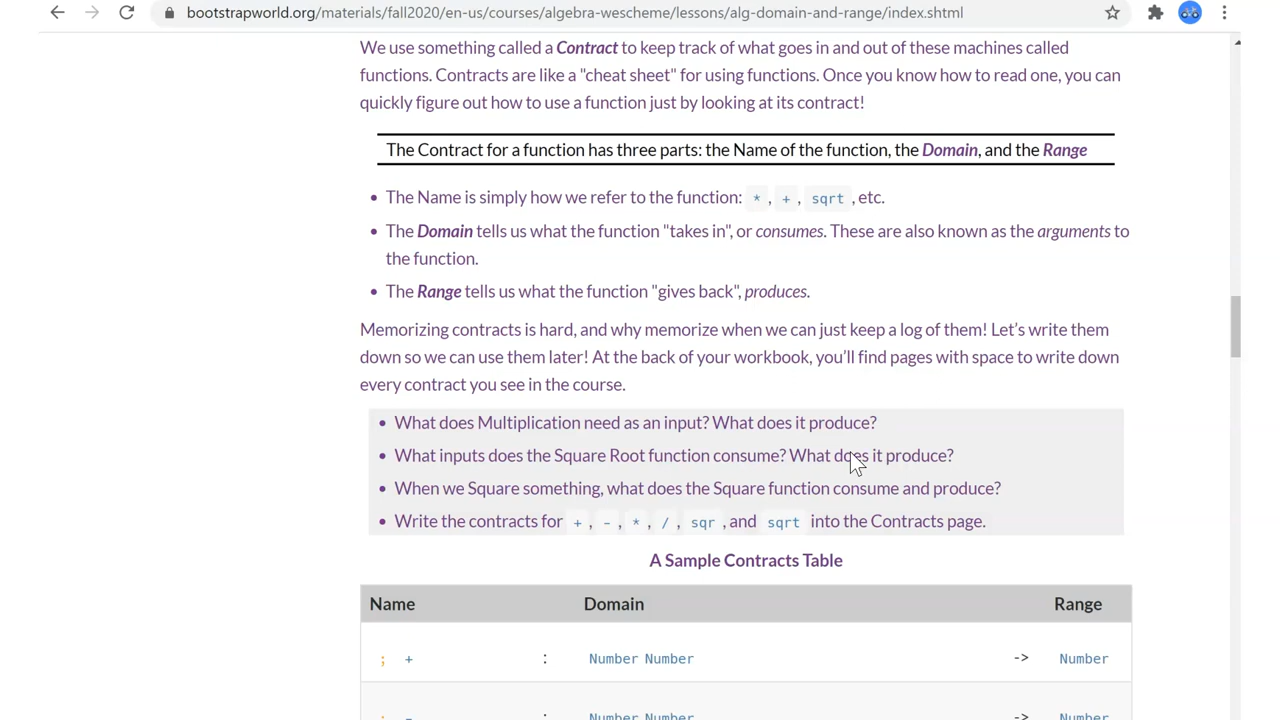 bootstrapworld.org/materials/fall2020/en-us/courses/algebra-wescheme/lessons/alg-domain-and-range/index.shtml
We use something called a Contract to keep track of what goes in and out of these machines called
functions. Contracts are like a "cheat sheet" for using functions. Once you know how to read one, you can
quickly figure out how to use a function just by looking at its contract!
The Contract for a function has three parts: the Name of the function, the Domain, and the Range
• The Name is simply how we refer to the function: * , + , sqrt , etc.
• The Domain tells us what the function "takes in", or consumes. These are also known as the arguments to
the function.
• The Range tells us what the function "gives back", produces.
Memorizing contracts is hard, and why memorize when we can just keep a log of them! Let's write them
down so we can use them later! At the back of your workbook, you'll find pages with space to write down
every contract you see in the course.
• What does Multiplication need as an input? What does it produce?
• What inputs does the Square Root function consume? What does it produce?
• When we Square something, what does the Square function consume and produce?
• Write the contracts for + , - , * , / , sqr , and sqrt into the Contracts page.
A Sample Contracts Table
Name Domain Range
; + : Number Number -> Number
; - : Number Number -> Number